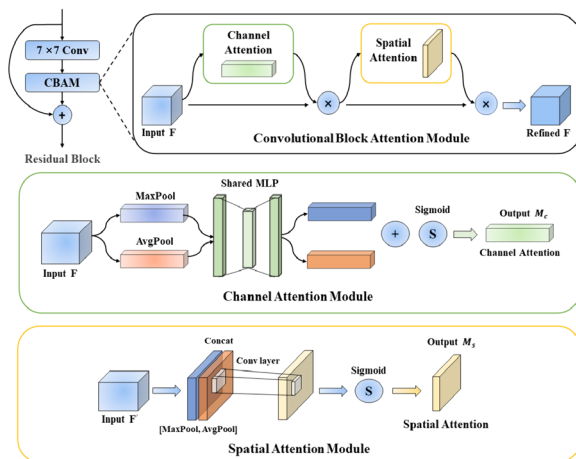 7 ×7 Conv
CBAM
+
Residual Block
Channel
Attention
Spatial
Attention
×
×
Input F
Refined F
Convolutional Block Attention Module
Shared MLP
MaxPool
AvgPool
Input F
+
Sigmoid
S
Output Mc
Channel Attention
Channel Attention Module
Concat
Conv layer
Input F
[MaxPool, AvgPool]
Sigmoid
S
Output Ms
Spatial Attention
Spatial Attention Module